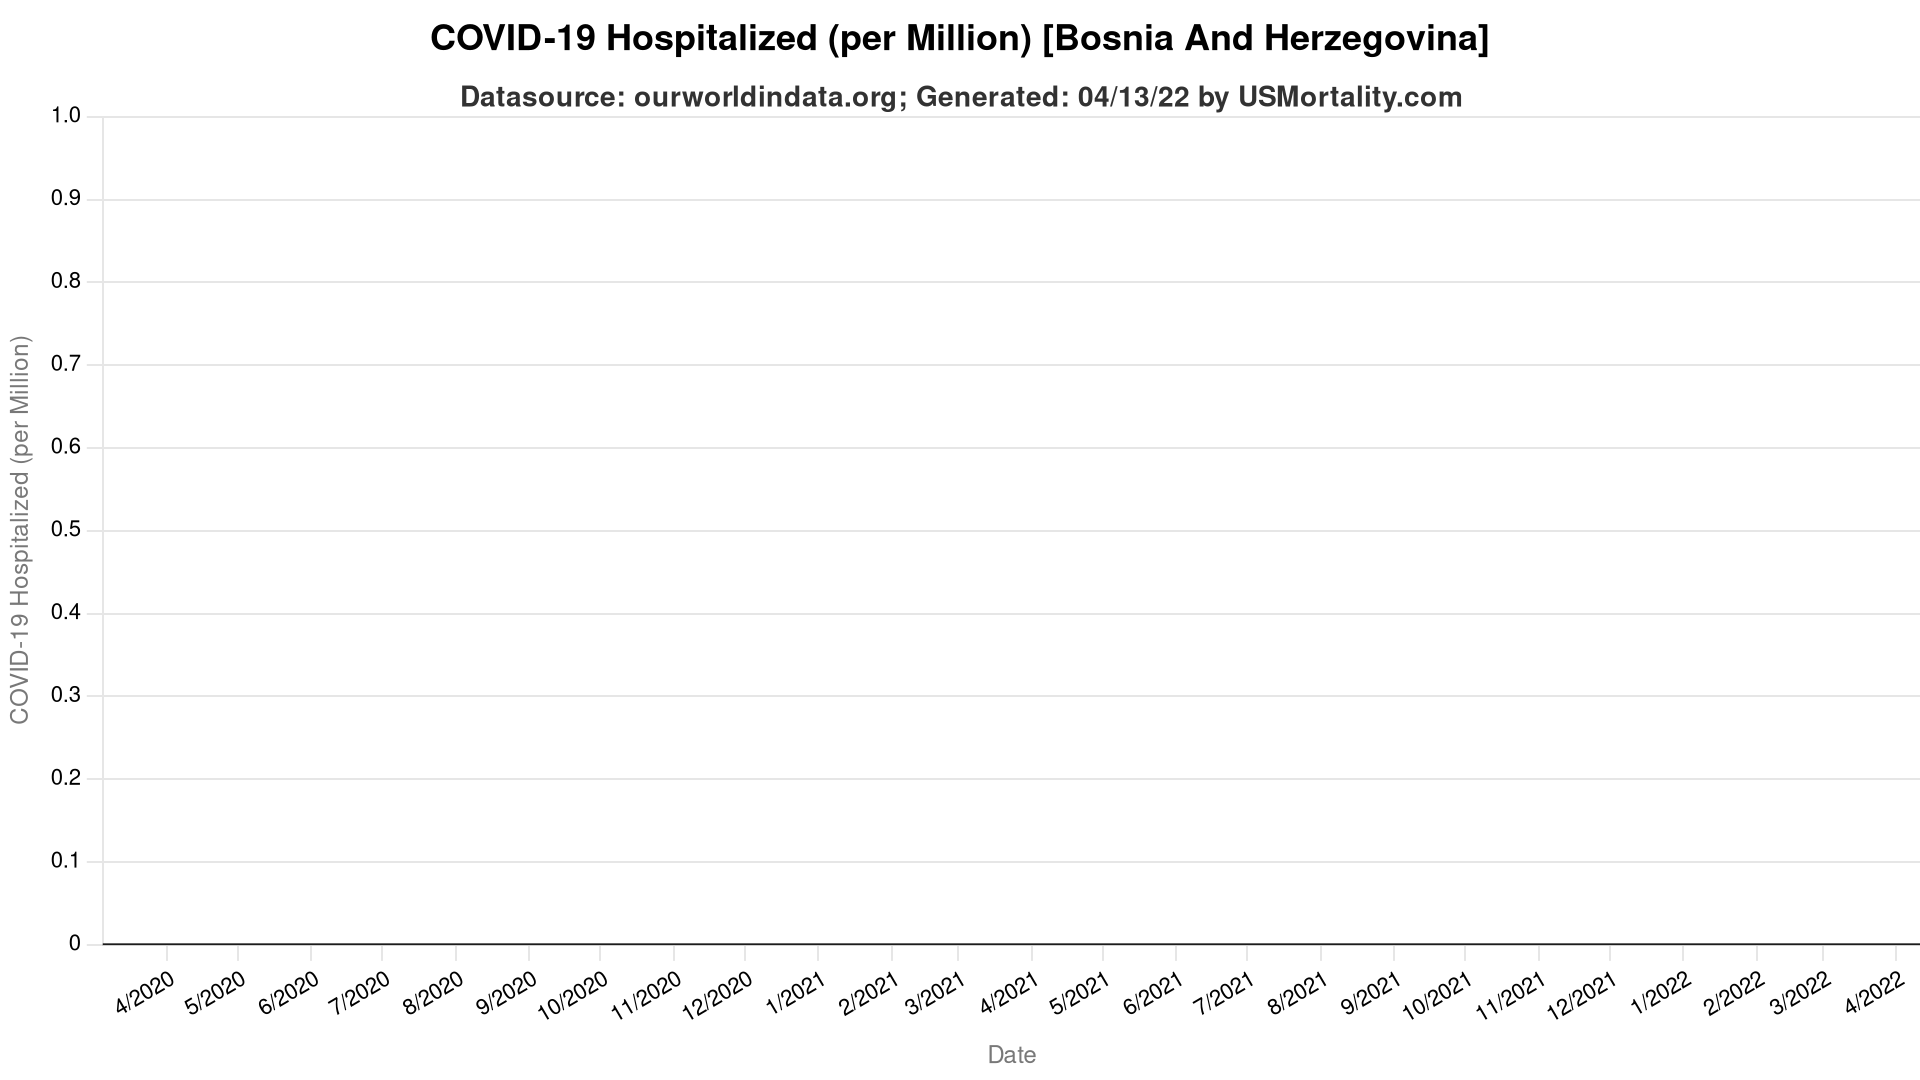 COVID-19 Hospitalized (per Million) [Bosnia And Herzegovina]
Datasource: ourworldindata.org; Generated: 04/13/22 by USMortality.com
COVID-19 Hospitalized (per Million)
1.0
0.9
0.8
0.7
0.6
0.5
0.4
0.3
0.2
0.1
0
4/2020 5/2020 6/2020 7/2020 8/2020 9/2020 10/2020 11/2020 12/2020 1/2021 2/2021 3/2021 4/2021 5/2021 6/2021 7/2021 8/2021 9/2021 10/2021 11/2021 12/2021 1/2022 2/2022 3/2022 4/2022
Date